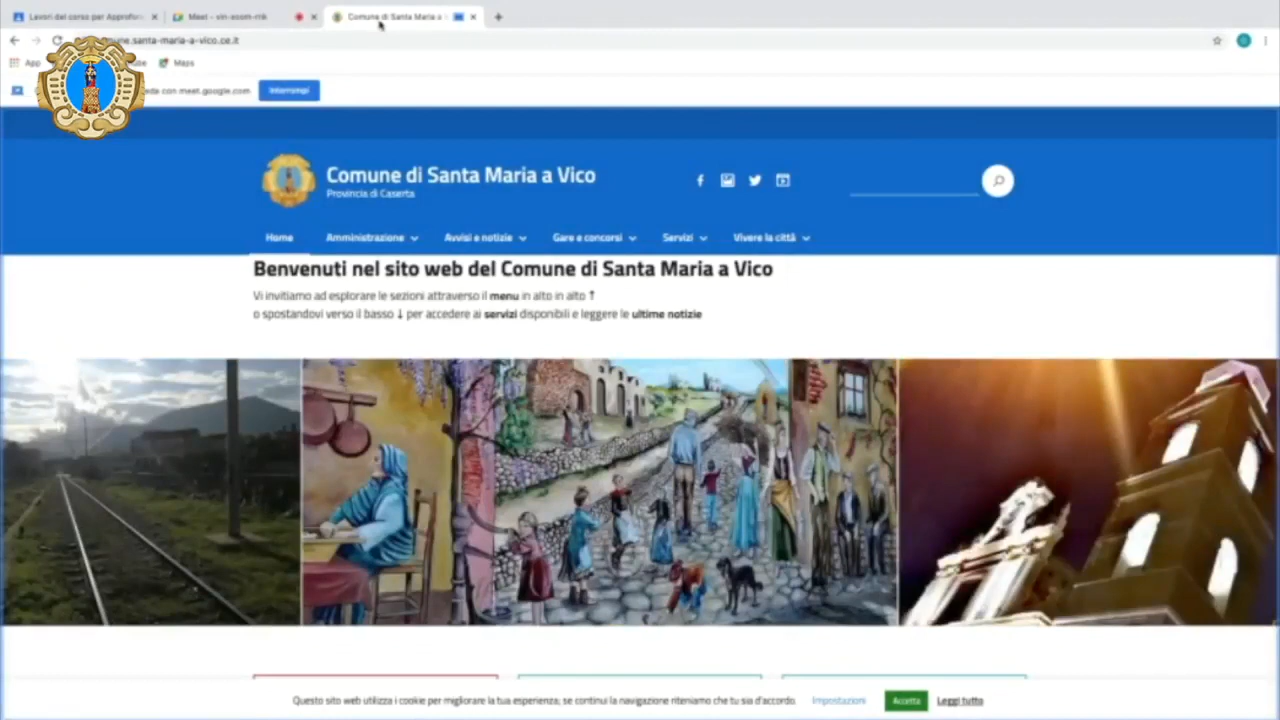 Lavori del corso per Approfon
Meet - vin-xosm-rnk
Comune di Santa Maria a
mune.santa-maria-a-vico.ce.it
App
Maps
eda con meet.google.com
Interrompi
Comune di Santa Maria a Vico
Provincia di Caserta
Home
Amministrazione
Avvisi e notizie
Gare e concorsi
Servizi
Vivere la città
Benvenuti nel sito web del Comune di Santa Maria a Vico
Vi invitiamo ad esplorare le sezioni attraverso il menu in alto in alto ↑
o spostandovi verso il basso ↓ per accedere ai servizi disponibili e leggere le ultime notizie
Questo sito web utilizza i cookie per migliorare la tua esperienza; se continui la navigazione riteniamo che tu sia d'accordo.
Impostazioni
Accetta
Leggi tutto